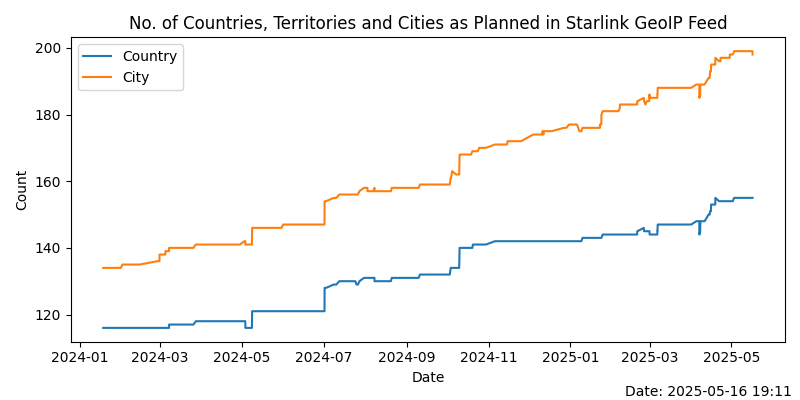 No. of Countries, Territories and Cities as Planned in Starlink GeoIP Feed
Country
City
200
180
160
140
120
Count
2024-01 2024-03 2024-05 2024-07 2024-09 2024-11 2025-01 2025-03 2025-05
Date
Date: 2025-05-16 19:11